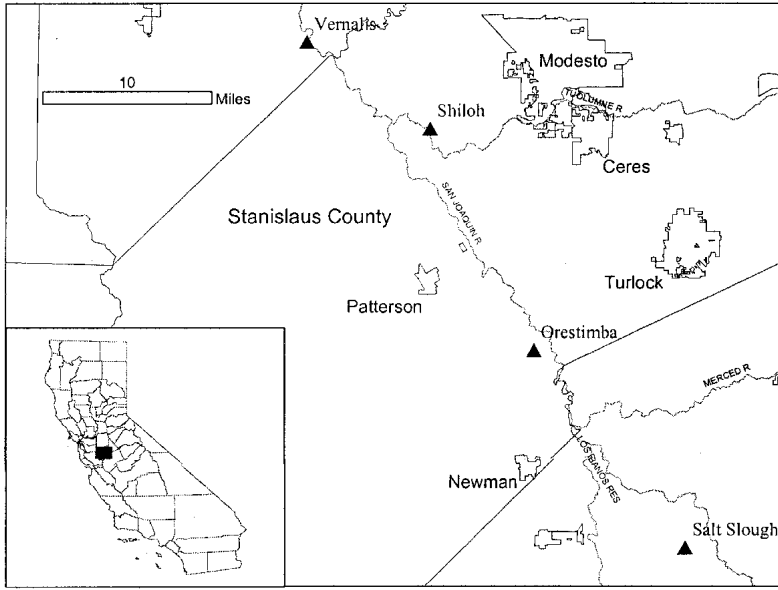 Vernalis
Modesto
10
Miles
TUOLUMNE R
Shiloh
Ceres
SAN JOAQUIN R
Stanislaus County
Turlock
Patterson
Orestimba
MERCED R
LOS BANOS RES
Newman
Salt Slough